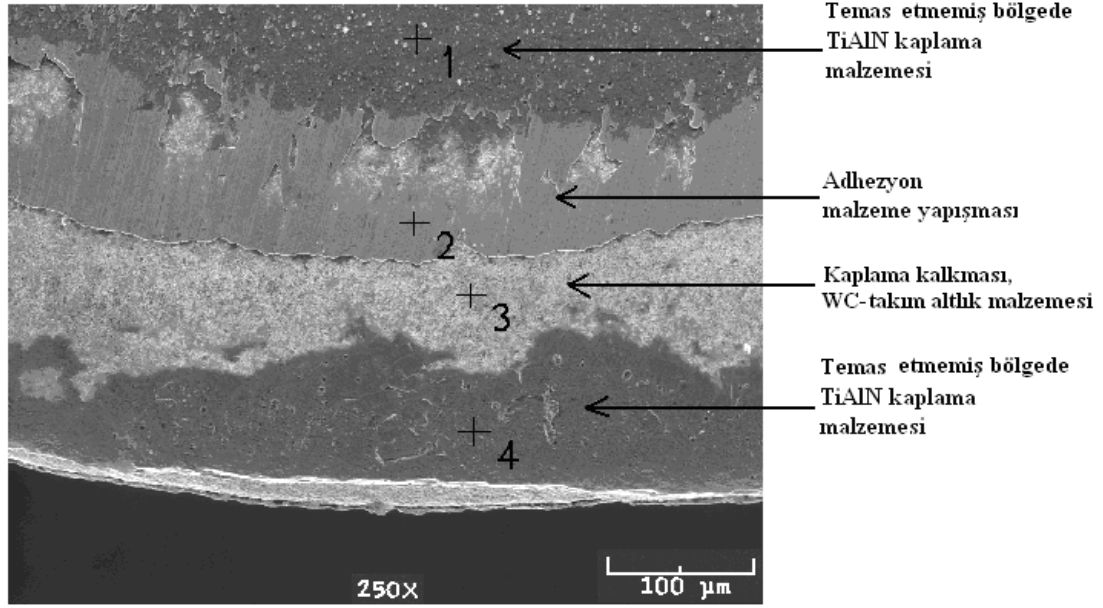 Temas etmemiş bölgede
TiAlN kaplama
malzemesi
1
Adhezyon
malzeme yapışması
2
Kaplama kalkması,
WC-takım altlık malzemesi
3
Temas etmemiş bölgede
TiAlN kaplama
malzemesi
4
250X
100 µm